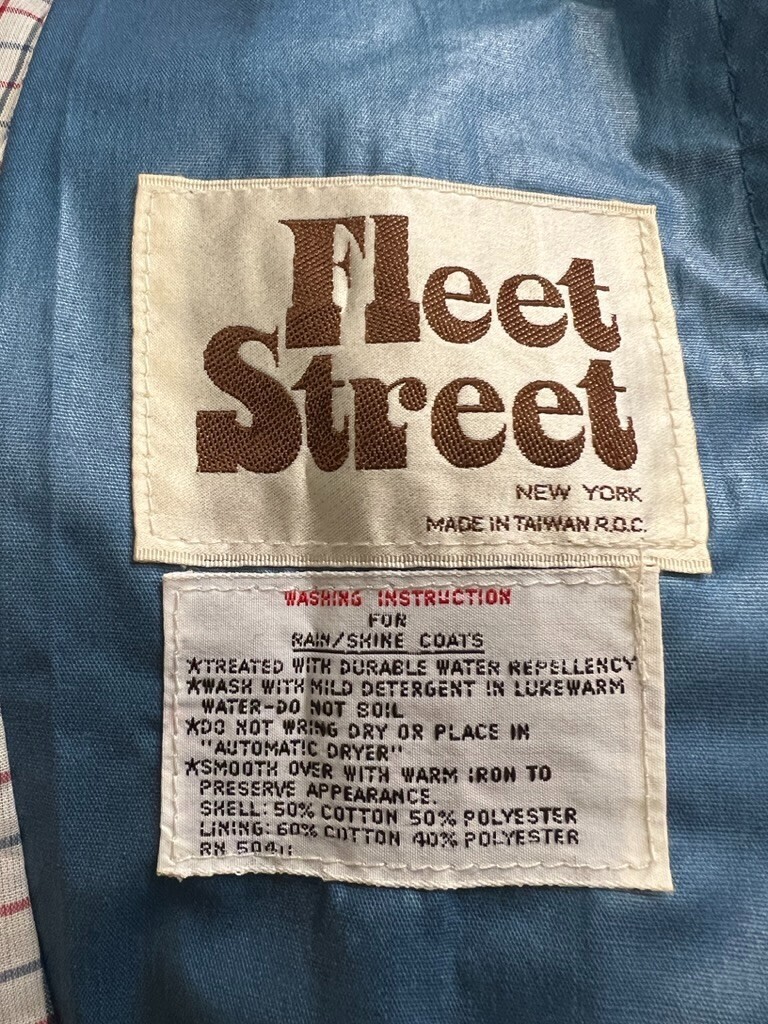 Fleet
Street
NEW YORK
MADE IN TAIWAN R.O.C.
WASHING INSTRUCTION
FOR
RAIN/SHINE COATS
*TREATED WITH DURABLE WATER REPELLENCY
*WASH WITH MILD DETERGENT IN LUKEWARM
WATER-DO NOT BOIL
*DO NOT WRING DRY OR PLACE IN
"AUTOMATIC DRYER"
*SMOOTH OVER WITH WARM IRON TO
PRESERVE APPEARANCE.
SHELL: 50% COTTON 50% POLYESTER
LINING: 60% COTTON 40% POLYESTER
RN